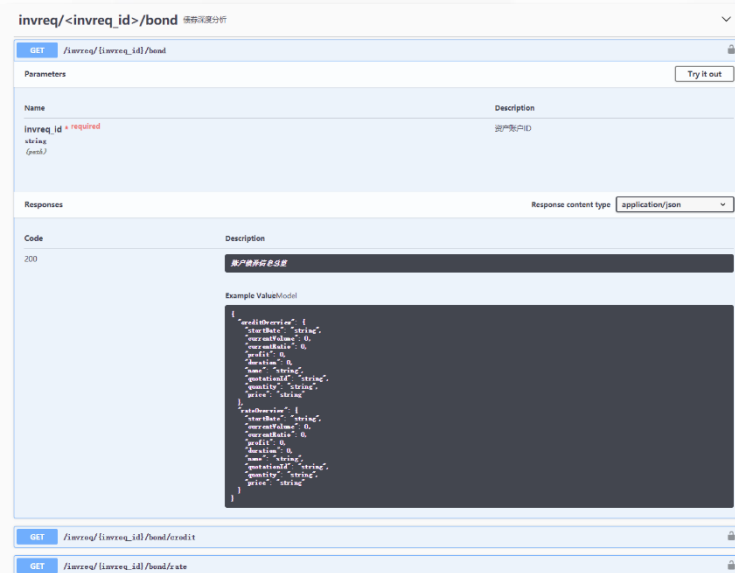 invreq/<invreq_id>/bond 债券深度分析
GET /invreq/{invreq_id}/bond
Parameters Try it out
Name Description
invreq_id * required 资产账户ID
string
(path)
Responses Response content type application/json
Code Description
200 账户债券信息总览
Example ValueModel
{
"creditOverview": {
"startDate": "string",
"currentVolume": 0,
"currentRatio": 0,
"profit": 0,
"duration": 0,
"name": "string",
"quotationId": "string",
"quantity": "string",
"price": "string"
},
"rateOverview": {
"startDate": "string",
"currentVolume": 0,
"currentRatio": 0,
"profit": 0,
"duration": 0,
"name": "string",
"quotationId": "string",
"quantity": "string",
"price": "string"
}
}
GET /invreq/{invreq_id}/bond/credit
GET /invreq/{invreq_id}/bond/rate